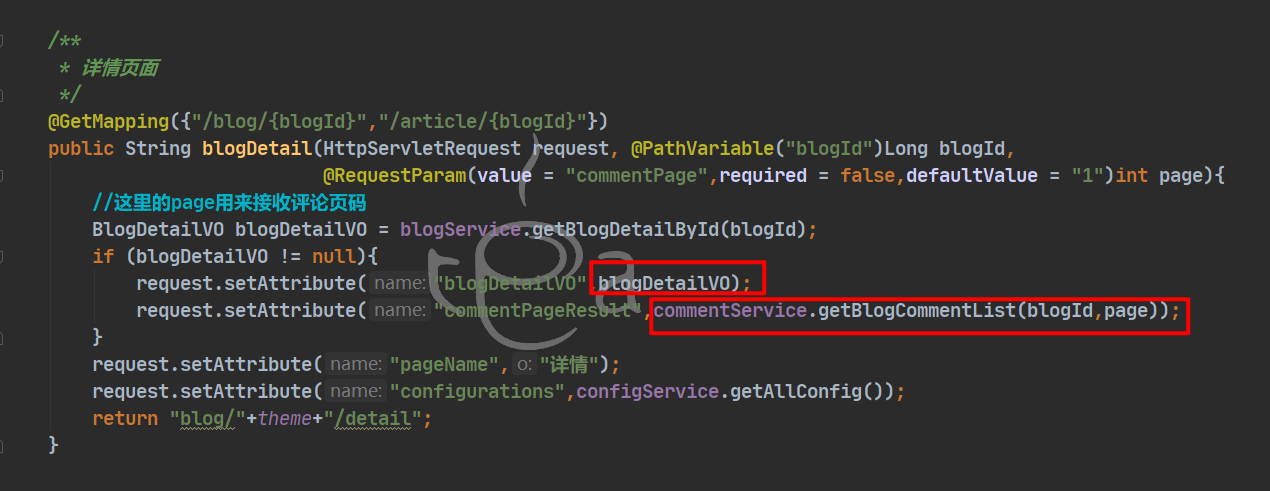 /**
* 详情页面
*/
@GetMapping({"/blog/{blogId}","/article/{blogId}"})
public String blogDetail(HttpServletRequest request, @PathVariable("blogId")Long blogId,
@RequestParam(value = "commentPage",required = false,defaultValue = "1")int page){
//这里的page用来接收评论页码
BlogDetailVO blogDetailVO = blogService.getBlogDetailById(blogId);
if (blogDetailVO != null){
request.setAttribute( name: "blogDetailVO",blogDetailVO);
request.setAttribute( name: "commentPageResult",commentService.getBlogCommentList(blogId,page));
}
request.setAttribute( name: "pageName", o: "详情");
request.setAttribute( name: "configurations",configService.getAllConfig());
return "blog/"+theme+"/detail";
}